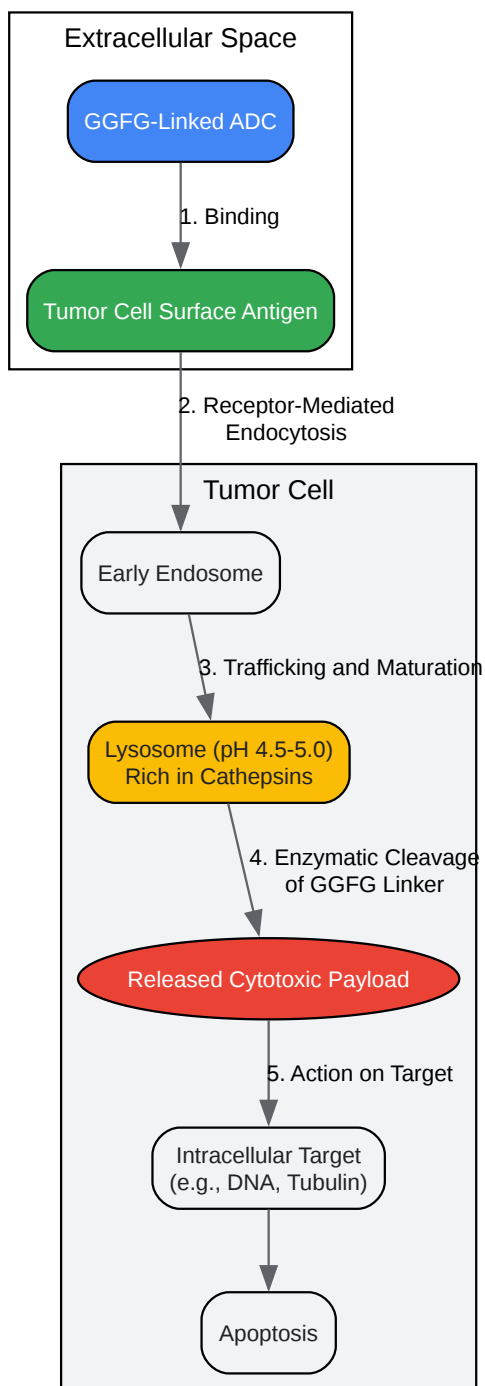 Extracellular Space
GGFG-Linked ADC
1. Binding
Tumor Cell Surface Antigen
2. Receptor-Mediated
Endocytosis
Tumor Cell
Early Endosome
3. Trafficking and Maturation
Lysosome (pH 4.5-5.0)
Rich in Cathepsins
4. Enzymatic Cleavage
of GGFG Linker
Released Cytotoxic Payload
5. Action on Target
Intracellular Target
(e.g., DNA, Tubulin)
Apoptosis